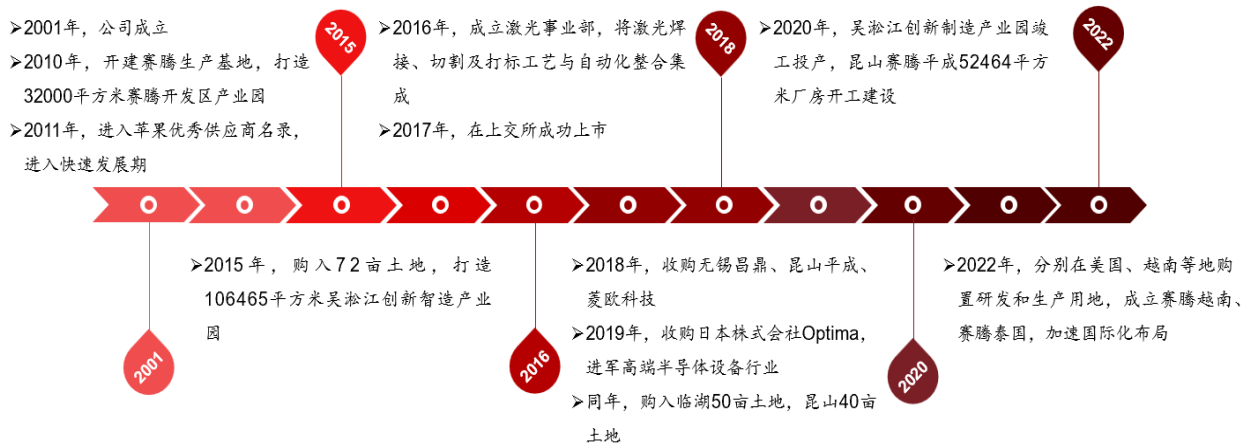 ➢2001年，公司成立
➢2010年，开建赛腾生产基地，打造
32000平方米赛腾开发区产业园
➢2011年，进入苹果优秀供应商名录，
进入快速发展期
2015
➢2016年，成立激光事业部，将激光焊
接、切割及打标工艺与自动化整合集
成
➢2017年，在上交所成功上市
2018
➢2020年，吴淞江创新制造产业园竣
工投产，昆山赛腾平成52464平方
米厂房开工建设
2022
2001
➢2015年，购入72亩土地，打造
106465平方米吴淞江创新智造产业
园
2016
➢2018年，收购无锡昌鼎、昆山平成、
菱欧科技
➢2019年，收购日本株式会社Optima，
进军高端半导体设备行业
➢同年，购入临湖50亩土地，昆山40亩
土地
2020
➢2022年，分别在美国、越南等地购
置研发和生产用地，成立赛腾越南、
赛腾泰国，加速国际化布局